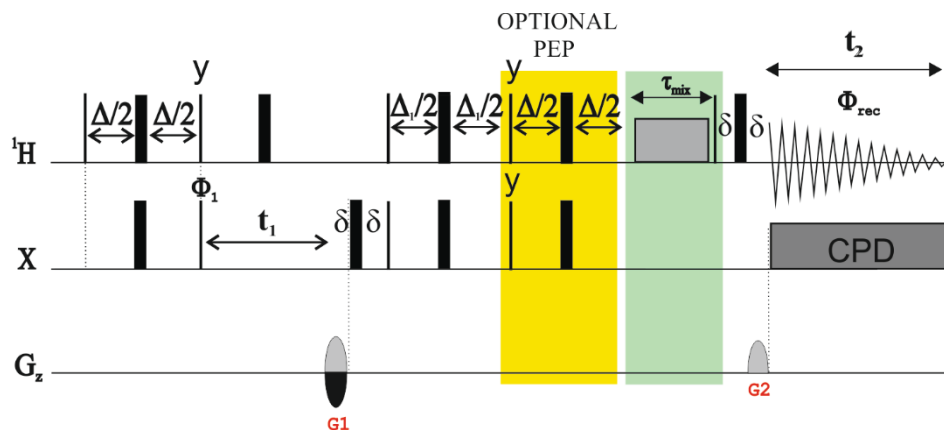 OPTIONAL
PEP
t₂
y y
Δ/2 Δ/2 Δ₁/2 Δ₁/2 Δ/2 Δ/2 τmix δ δ Φrec
¹H
Φ₁ y
t₁ δ δ
X CPD
Gz
G1 G2